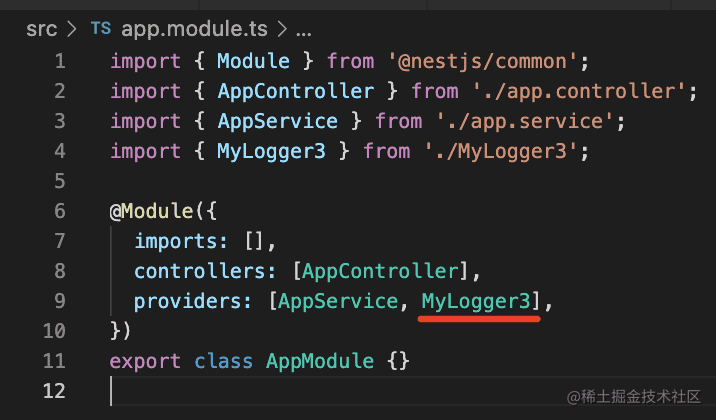 src > TS app.module.ts > ...
1 import { Module } from '@nestjs/common';
2 import { AppController } from './app.controller';
3 import { AppService } from './app.service';
4 import { MyLogger3 } from './MyLogger3';
5
6 @Module({
7   imports: [],
8   controllers: [AppController],
9   providers: [AppService, MyLogger3],
10 })
11 export class AppModule {}
12
@稀土掘金技术社区